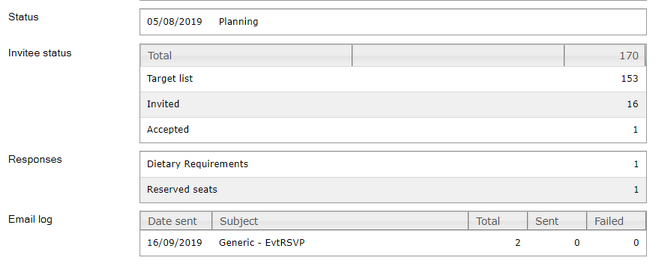 Status 05/08/2019 Planning
Invitee status Total 170
Target list 153
Invited 16
Accepted 1
Responses Dietary Requirements 1
Reserved seats 1
Email log Date sent Subject Total Sent Failed
16/09/2019 Generic - EvtRSVP 2 0 0